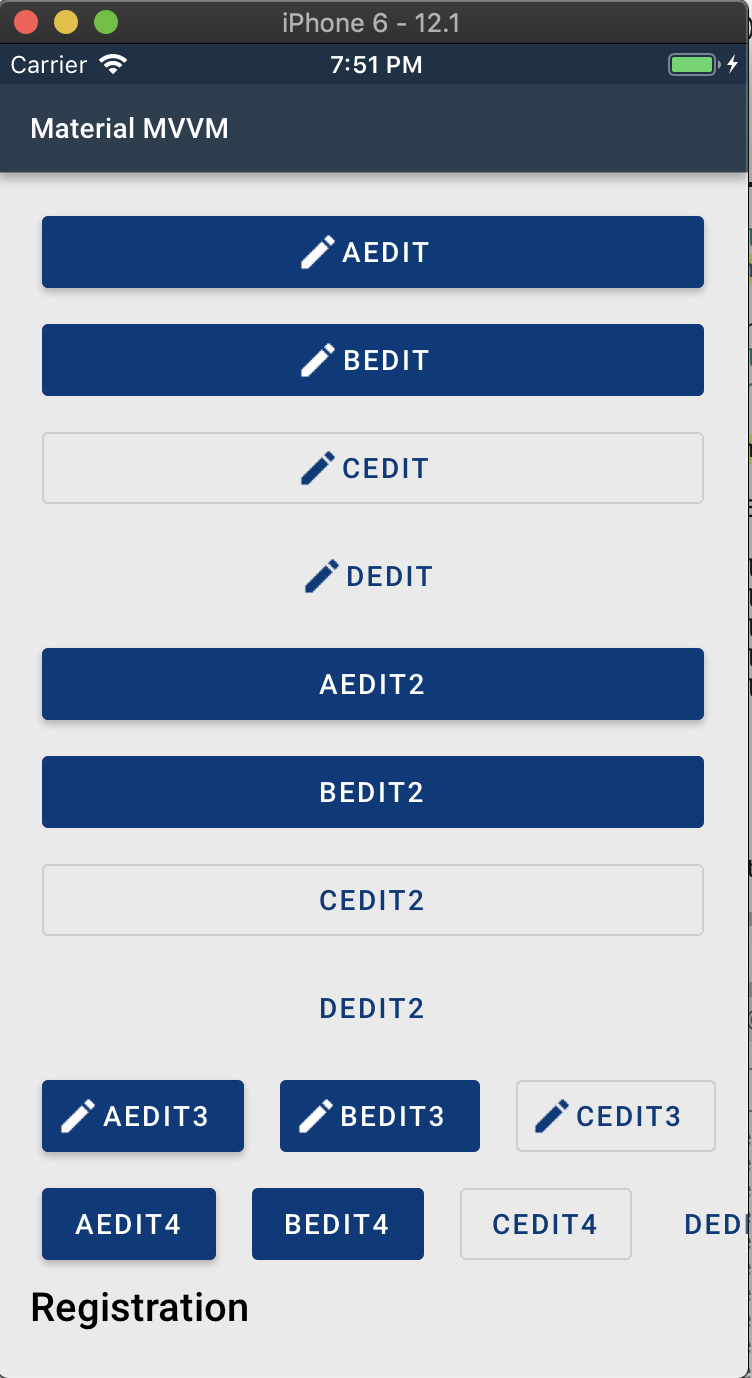 iPhone 6 - 12.1
Carrier 7:51 PM
Material MVVM
AEDIT
BEDIT
CEDIT
DEDIT
AEDIT2
BEDIT2
CEDIT2
DEDIT2
AEDIT3 BEDIT3 CEDIT3
AEDIT4 BEDIT4 CEDIT4
Registration